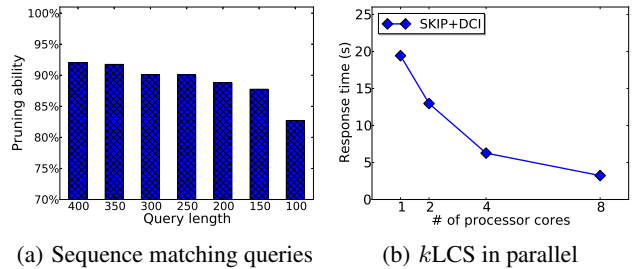 101%
95%
90%
85%
80%
75%
70%
Pruning ability
400 350 300 250 200 150 100
Query length
(a) Sequence matching queries
SKIP+DCI
25
20
15
10
5
0
Response time (s)
1 2 4 8
# of processor cores
(b) kLCS in parallel